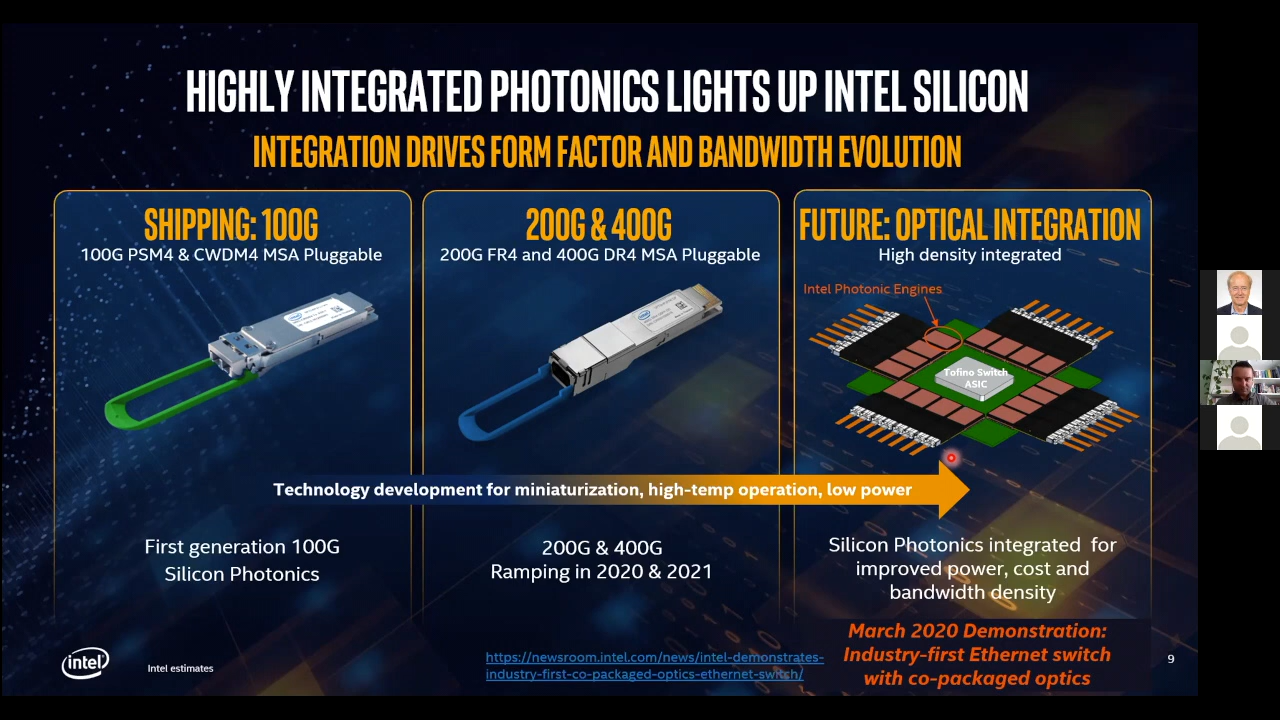 HIGHLY INTEGRATED PHOTONICS LIGHTS UP INTEL SILICON
INTEGRATION DRIVES FORM FACTOR AND BANDWIDTH EVOLUTION
SHIPPING: 100G
100G PSM4 & CWDM4 MSA Pluggable
200G & 400G
200G FR4 and 400G DR4 MSA Pluggable
FUTURE: OPTICAL INTEGRATION
High density integrated
Intel Photonic Engines
Tofino Switch
ASIC
Technology development for miniaturization, high-temp operation, low power
First generation 100G
Silicon Photonics
200G & 400G
Ramping in 2020 & 2021
Silicon Photonics integrated for
improved power, cost and
bandwidth density
March 2020 Demonstration:
Industry-first Ethernet switch
with co-packaged optics
intel
Intel estimates
https://newsroom.intel.com/news/intel-demonstrates-
industry-first-co-packaged-optics-ethernet-switch/
9